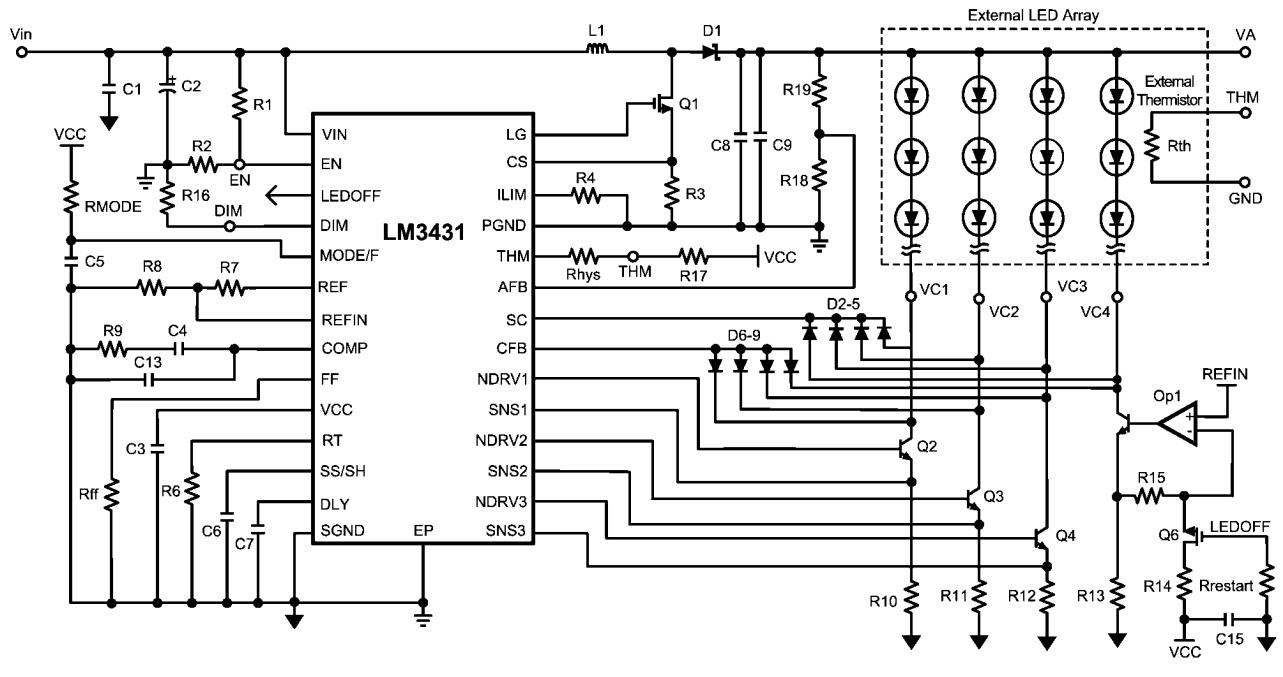 External LED Array
Vin
L1
D1
VA
C1
C2
R1
Q1
R19
External
Thermistor
THM
VCC
R2
EN
VIN
LG
C8
C9
Rth
EN
CS
R16
LEDOFF
R4
ILIM
R3
R18
RMODE
DIM
DIM
LM3431
PGND
GND
C5
MODE/F
THM
Rhys
THM
R17
VCC
R8
R7
REF
AFB
VC1
VC2
VC3
VC4
REFIN
SC
D2-5
R9
C4
COMP
CFB
D6-9
C13
FF
NDRV1
REFIN
Op1
+
-
VCC
SNS1
C3
RT
NDRV2
Q2
Rff
R6
SS/SH
SNS2
R15
C6
C7
DLY
NDRV3
Q3
SGND
EP
SNS3
Q4
Q6
LEDOFF
R10
R11
R12
R13
R14
Rrestart
C15
VCC